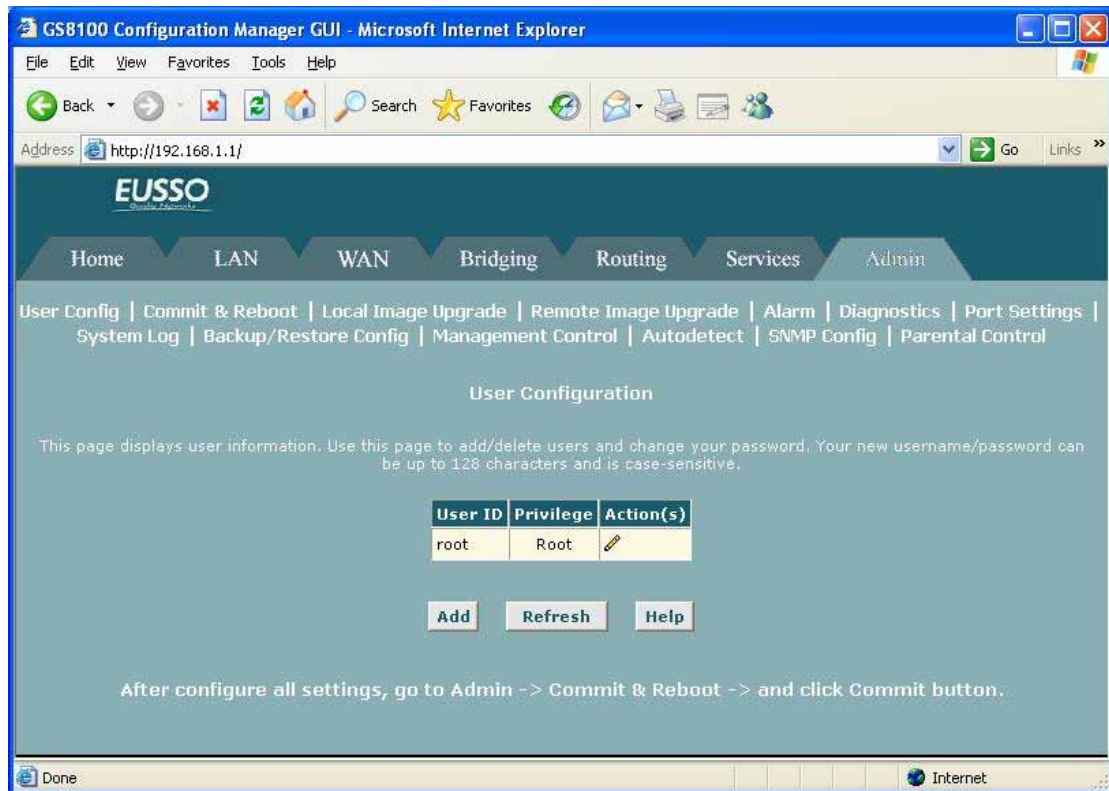 GS8100 Configuration Manager GUI - Microsoft Internet Explorer
File Edit View Favorites Tools Help
Back Search Favorites
Address http://192.168.1.1/ Go Links »
EUSSO
Quality Networks
Home LAN WAN Bridging Routing Services Admin
User Config | Commit & Reboot | Local Image Upgrade | Remote Image Upgrade | Alarm | Diagnostics | Port Settings |
System Log | Backup/Restore Config | Management Control | Autodetect | SNMP Config | Parental Control
User Configuration
This page displays user information. Use this page to add/delete users and change your password. Your new username/password can
be up to 128 characters and is case-sensitive.
User ID Privilege Action(s)
root Root
Add Refresh Help
After configure all settings, go to Admin -> Commit & Reboot -> and click Commit button.
Done Internet